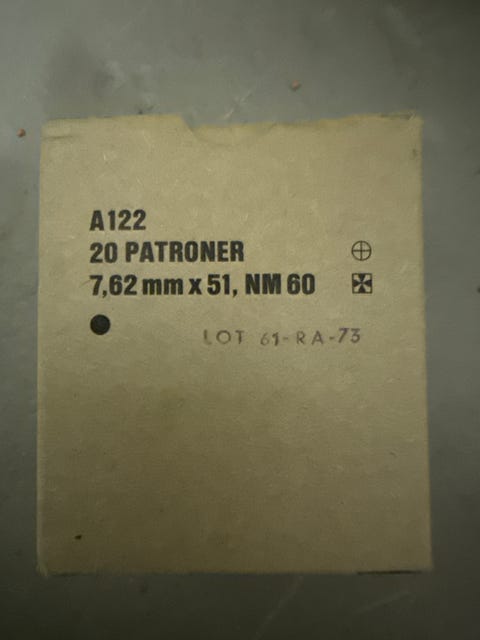 A122
20 PATRONER
7,62 mm x 51, NM 60
LOT 61-RA-73